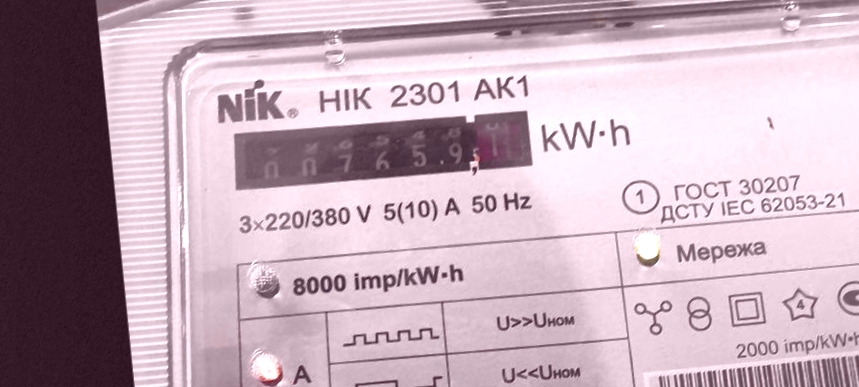 NiK® НІК 2301 АК1
007659, kW·h
3×220/380 V 5(10) A 50 Hz
1 ГОСТ 30207
ДСТУ IEC 62053-21
8000 imp/kW·h
Мережа
U>>Uном
4
A
U<<Uном
2000 imp/kW·h